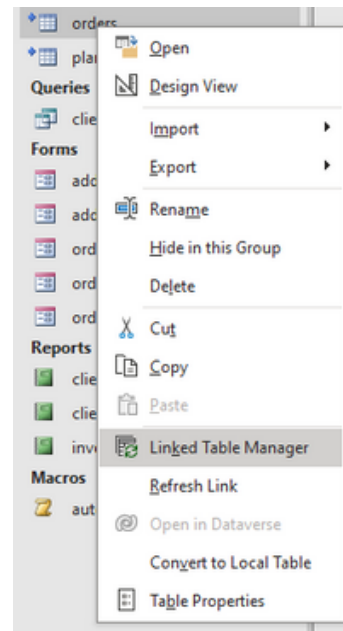 orders
Open
Design View
Queries
Import
Forms
Export
Rename
Hide in this Group
Delete
Reports
Cut
Copy
Paste
Linked Table Manager
Macros
Refresh Link
Open in Dataverse
Convert to Local Table
Table Properties